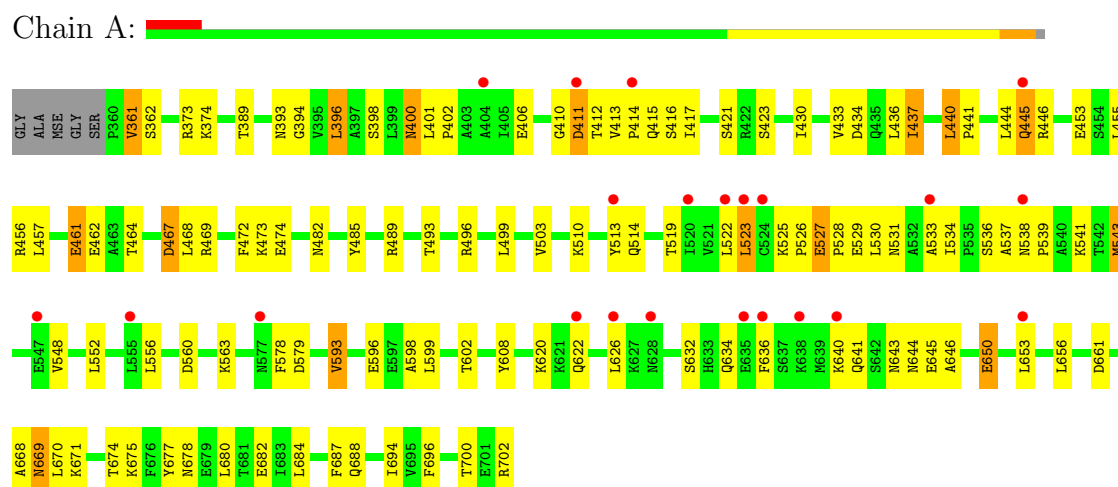 Chain A:
GLY ALA MSE GLY SER P360 V361 S362 R373 K374 T389 N393 G394 V395 L396 A397 S398 L399 N400 L401 P402 A403 A404 I405 E406 G410 D411 T412 V413 P414 Q415 S416 I417 S421 R422 S423 I430 V433 D434 Q435 L436 I437 L440 P441 L444 Q445 R446 E453 S454 L455
R456 L457 E461 E462 A463 T464 D467 L468 R469 F472 K473 E474 N482 Y485 R489 T493 R496 L499 V503 K510 Y513 Q514 T519 I520 V521 L522 L523 C524 K525 P526 E527 P528 E529 L530 N531 A532 A533 I534 P535 S536 A537 N538 P539 A540 K541 T542 M543
E547 V548 L552 L555 L556 D560 K563 N577 F578 D579 V593 E596 E597 A598 L599 T602 Y608 K620 K621 Q622 L626 K627 N628 S632 H633 Q634 E635 F636 S637 K638 M639 K640 Q641 S642 N643 N644 E645 A646 E650 L653 L656 D661
A668 N669 L670 K671 T674 K675 F676 Y677 N678 E679 L680 T681 E682 I683 L684 F687 Q688 I694 V695 F696 T700 E701 R702